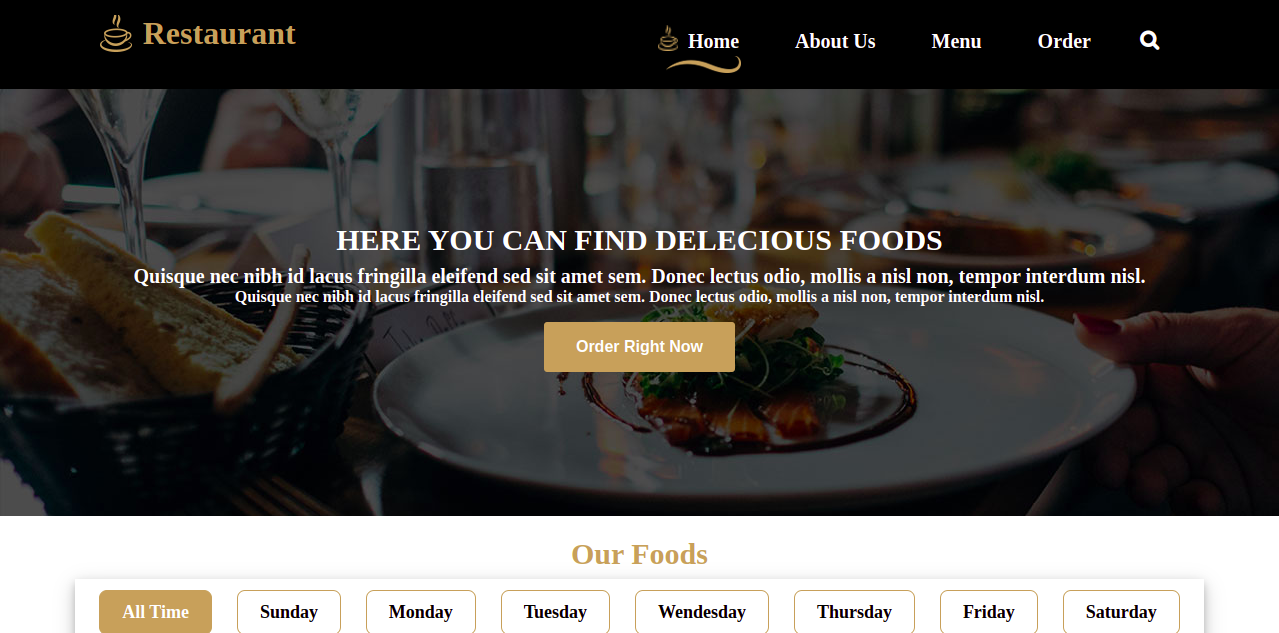 Restaurant
Home About Us Menu Order
HERE YOU CAN FIND DELECIOUS FOODS
Quisque nec nibh id lacus fringilla eleifend sed sit amet sem. Donec lectus odio, mollis a nisl non, tempor interdum nisl.
Quisque nec nibh id lacus fringilla eleifend sed sit amet sem. Donec lectus odio, mollis a nisl non, tempor interdum nisl.
Order Right Now
Our Foods
All Time Sunday Monday Tuesday Wendesday Thursday Friday Saturday